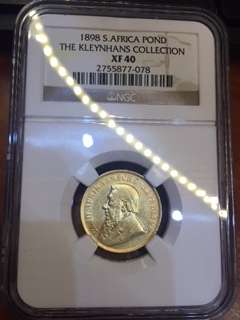 1898 S.AFRICA POND
THE KLEYNHANS COLLECTION
XF 40
2755877-078
NGC